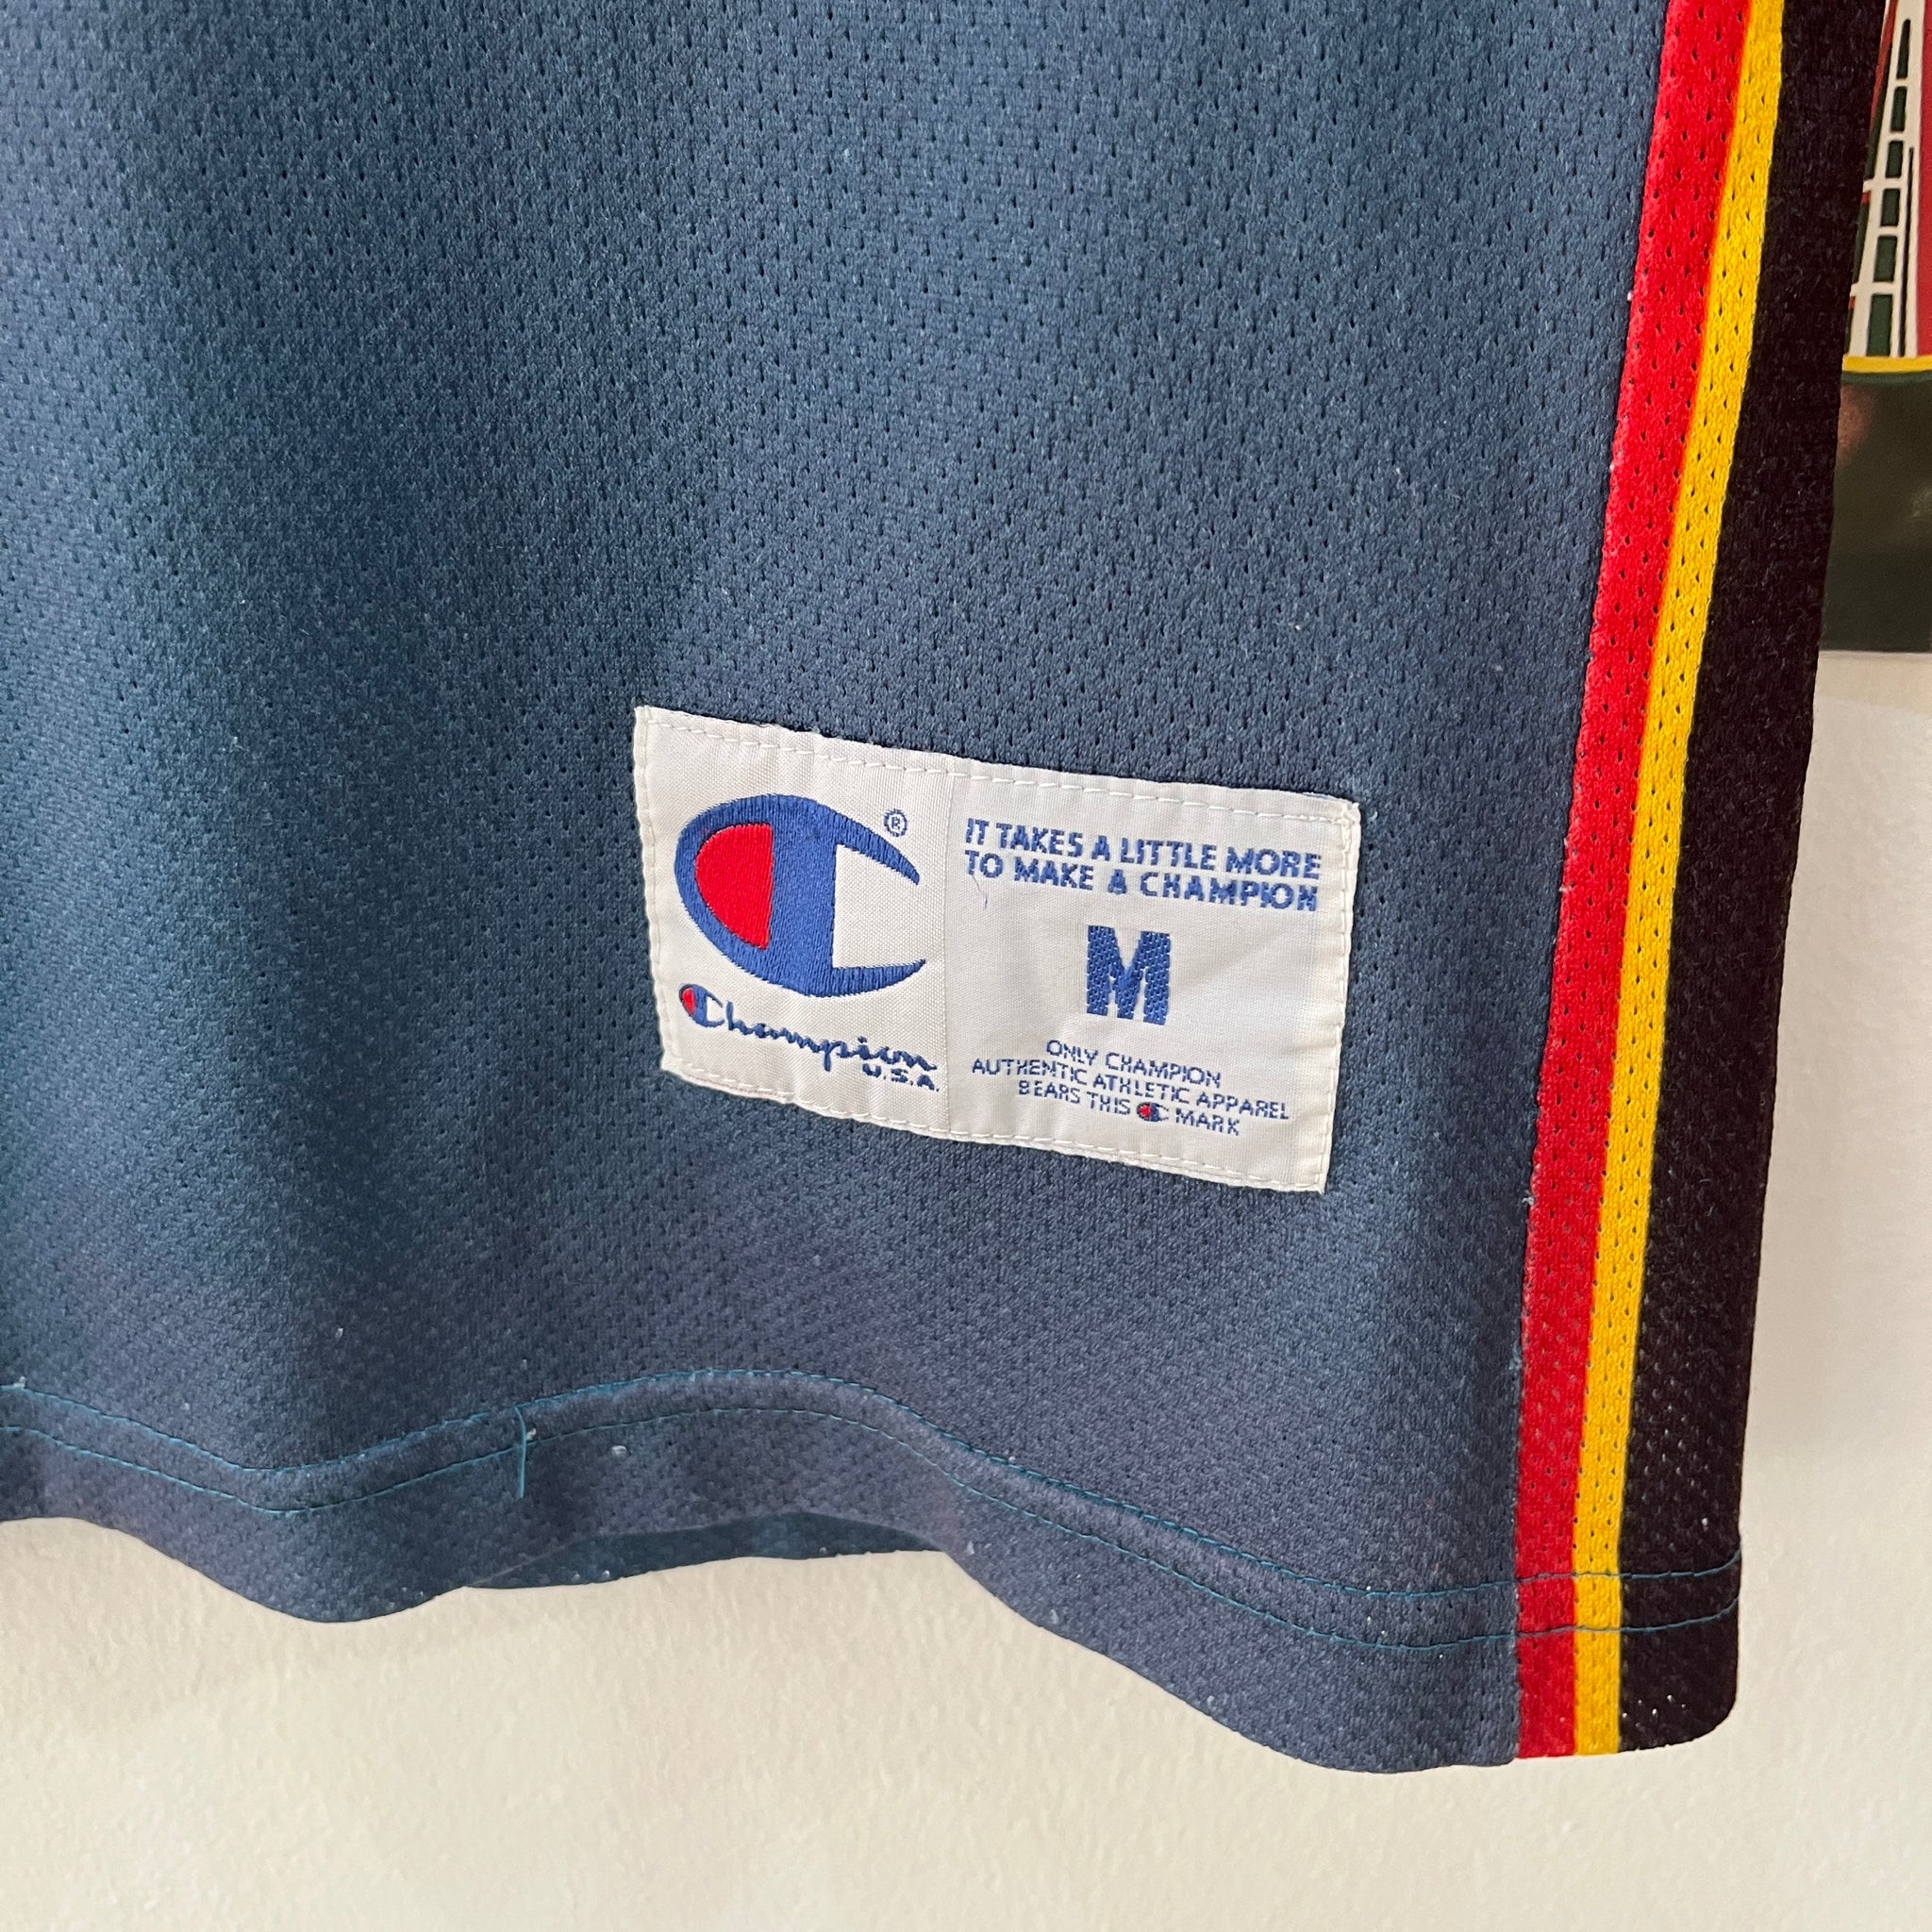 ®
Champion
U.S.A.
IT TAKES A LITTLE MORE
TO MAKE A CHAMPION
M
ONLY CHAMPION
AUTHENTIC ATHLETIC APPAREL
BEARS THIS C MARK